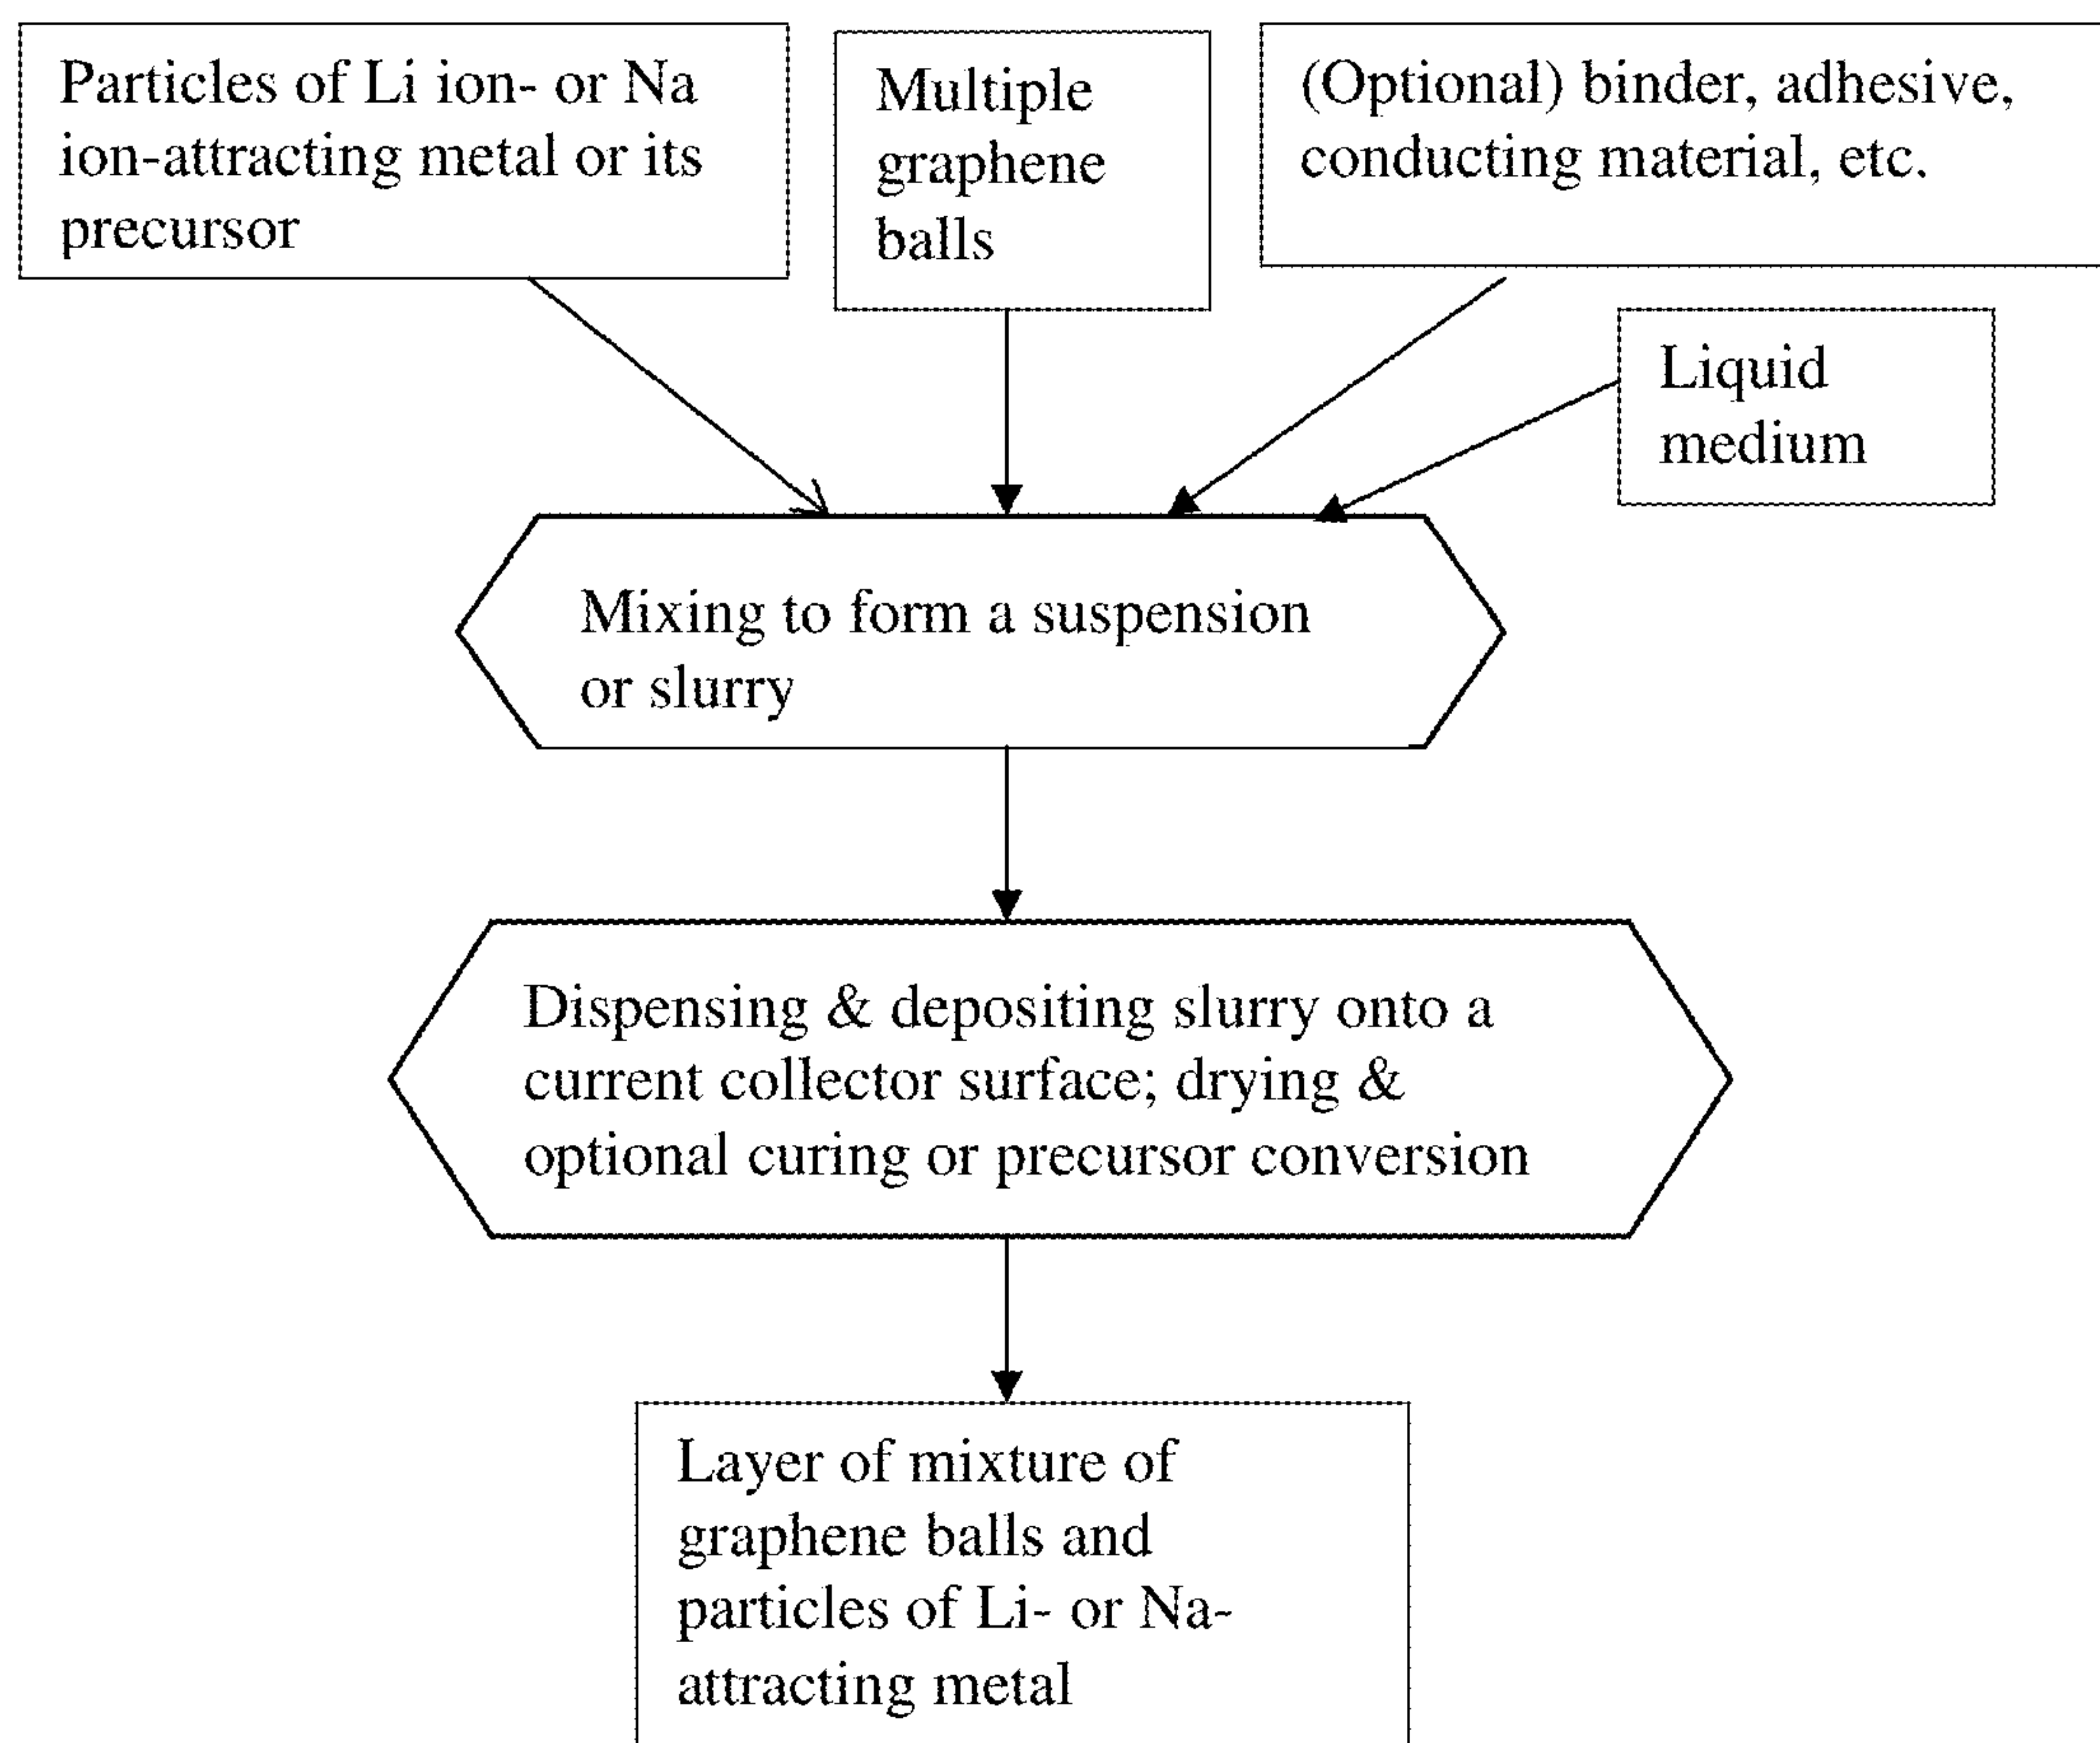 Particles of Li ion- or Na
ion-attracting metal or its
precursor
Multiple
graphene
balls
(Optional) binder, adhesive,
conducting material, etc.
Liquid
medium
Mixing to form a suspension
or slurry
Dispensing & depositing slurry onto a
current collector surface; drying &
optional curing or precursor conversion
Layer of mixture of
graphene balls and
particles of Li- or Na-
attracting metal